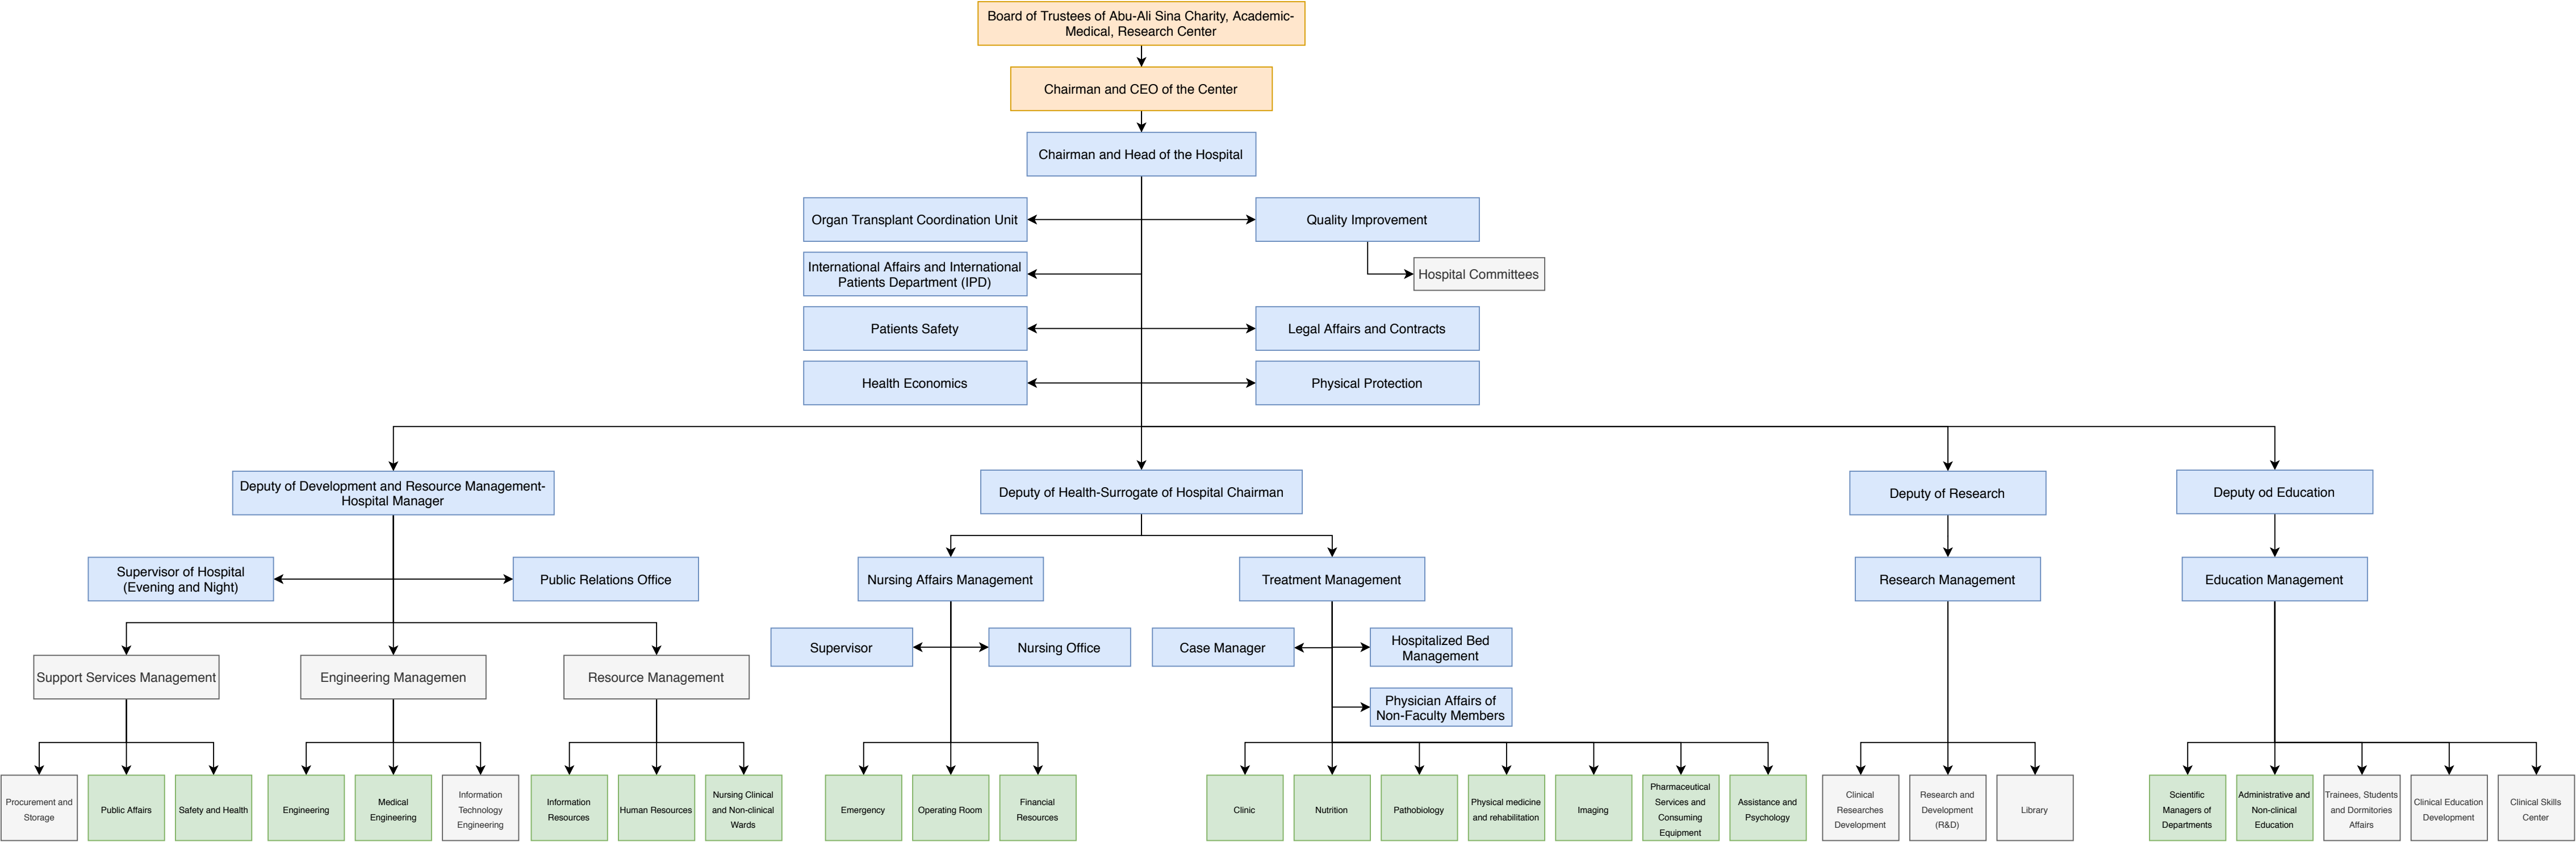 Board of Trustees of Abu-Ali Sina Charity, Academic-
Medical, Research Center
Chairman and CEO of the Center
Chairman and Head of the Hospital
Organ Transplant Coordination Unit
Quality Improvement
International Affairs and International
Patients Department (IPD)
Hospital Committees
Patients Safety
Legal Affairs and Contracts
Health Economics
Physical Protection
Deputy of Development and Resource Management-
Hospital Manager
Deputy of Health-Surrogate of Hospital Chairman
Deputy of Research
Deputy od Education
Supervisor of Hospital
(Evening and Night)
Public Relations Office
Nursing Affairs Management
Treatment Management
Research Management
Education Management
Supervisor
Nursing Office
Case Manager
Hospitalized Bed
Management
Support Services Management
Engineering Managemen
Resource Management
Physician Affairs of
Non-Faculty Members
Procurement and
Storage
Public Affairs
Safety and Health
Engineering
Medical
Engineering
Information
Technology
Engineering
Information
Resources
Human Resources
Nursing Clinical
and Non-clinical
Wards
Emergency
Operating Room
Financial
Resources
Clinic
Nutrition
Pathobiology
Physical medicine
and rehabilitation
Imaging
Pharmaceutical
Services and
Consuming
Equipment
Assistance and
Psychology
Clinical
Researches
Development
Research and
Development
(R&D)
Library
Scientific
Managers of
Departments
Administrative and
Non-clinical
Education
Trainees, Students
and Dormitories
Affairs
Clinical Education
Development
Clinical Skills
Center